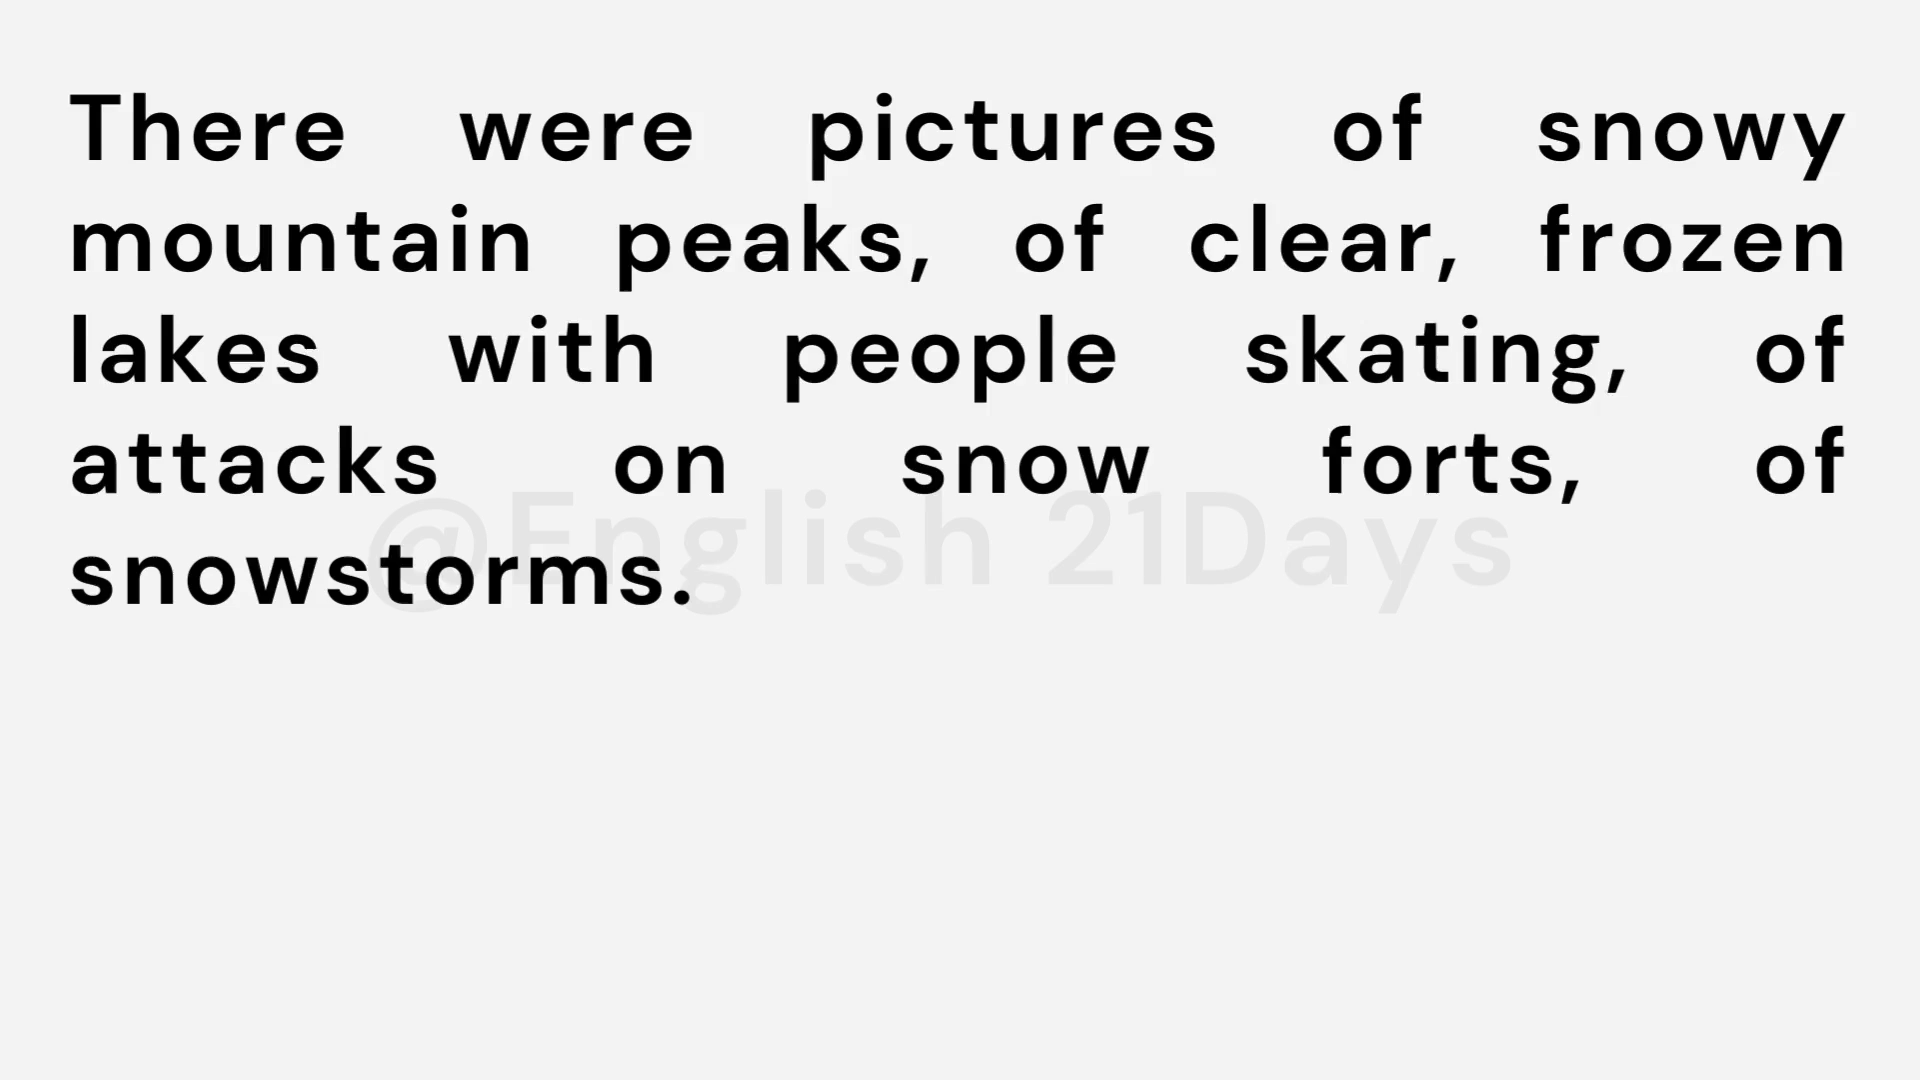 There were pictures of snowy
mountain peaks, of clear, frozen
lakes with people skating, of
attacks on snow forts, of
snowstorms.
@English 21Days